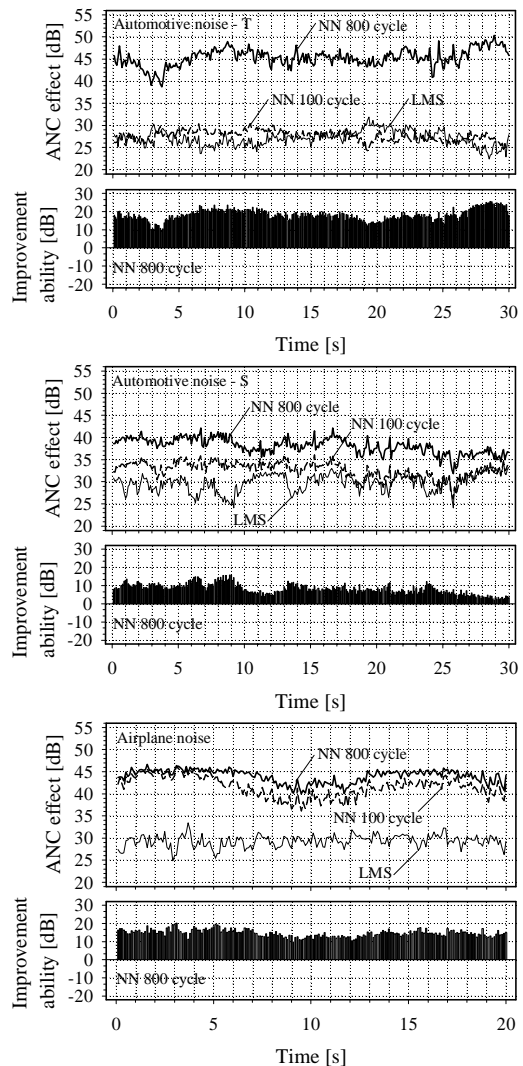 55
Automotive noise - T
NN 800 cycle
50
45
40
35
NN 100 cycle
LMS
30
25
20
ANC effect [dB]
30
20
10
0
-10
NN 800 cycle
-20
Improvement
ability [dB]
0 5 10 15 20 25 30
Time [s]
55
Automotive noise - S
50
NN 800 cycle
45
NN 100 cycle
40
35
30
25
LMS
20
ANC effect [dB]
30
20
10
0
-10
NN 800 cycle
-20
Improvement
ability [dB]
0 5 10 15 20 25 30
Time [s]
55
Airplane noise
50
NN 800 cycle
45
40
NN 100 cycle
35
30
25
LMS
20
ANC effect [dB]
30
20
10
0
-10
NN 800 cycle
-20
Improvement
ability [dB]
0 5 10 15 20
Time [s]